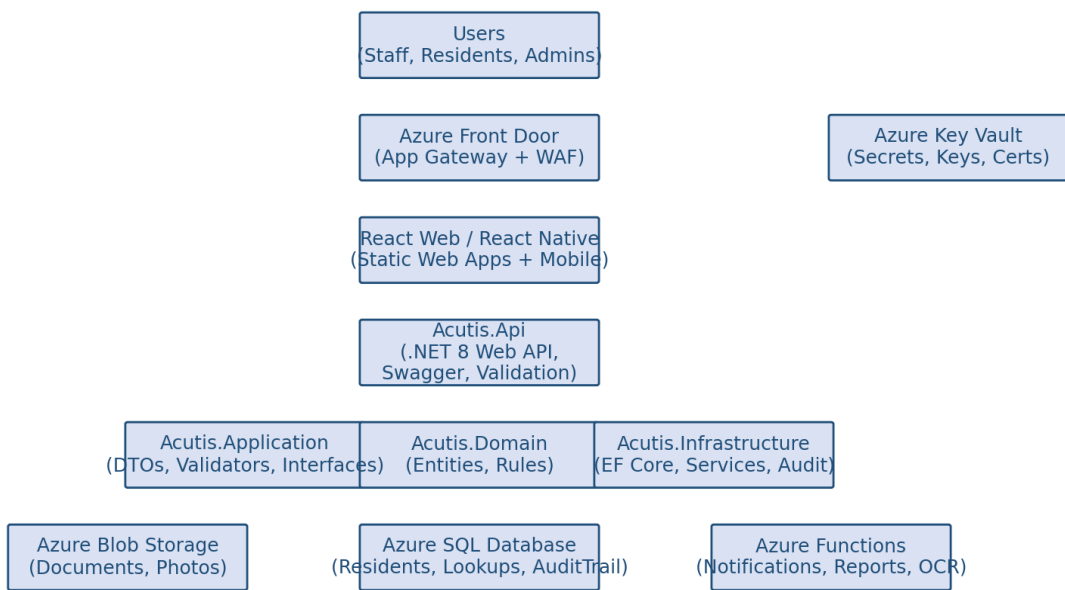 Users
(Staff, Residents, Admins)
Azure Front Door
(App Gateway + WAF)
Azure Key Vault
(Secrets, Keys, Certs)
React Web / React Native
(Static Web Apps + Mobile)
Acutis.Api
(.NET 8 Web API,
Swagger, Validation)
Acutis.Application
(DTOs, Validators, Interfaces)
Acutis.Domain
(Entities, Rules)
Acutis.Infrastructure
(EF Core, Services, Audit)
Azure Blob Storage
(Documents, Photos)
Azure SQL Database
(Residents, Lookups, AuditTrail)
Azure Functions
(Notifications, Reports, OCR)